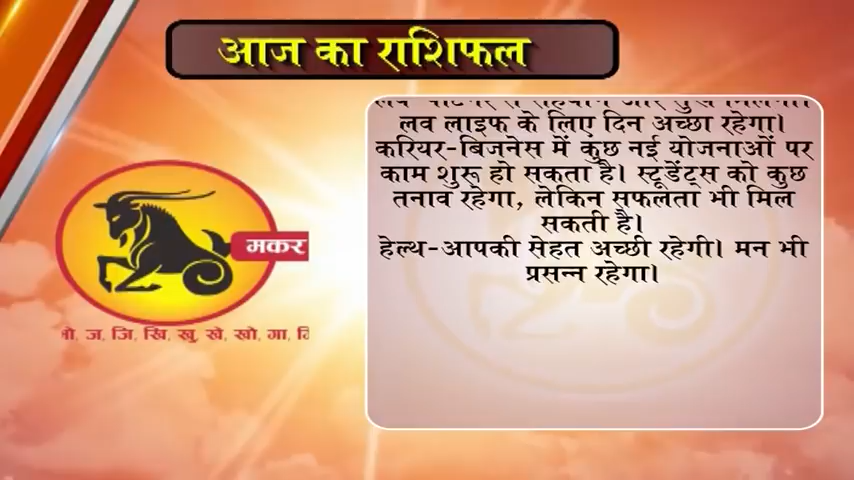 आज का राशिफल
लव लाइफ के लिए दिन अच्छा रहेगा।
करियर-बिजनेस में कुछ नई योजनाओं पर
काम शुरू हो सकता है। स्टूडेंट्स को कुछ
तनाव रहेगा, लेकिन सफलता भी मिल
सकती है।
हेल्थ-आपकी सेहत अच्छी रहेगी। मन भी
प्रसन्न रहेगा।
मकर
ज, जि, खि, खु, खे, खो, गा,